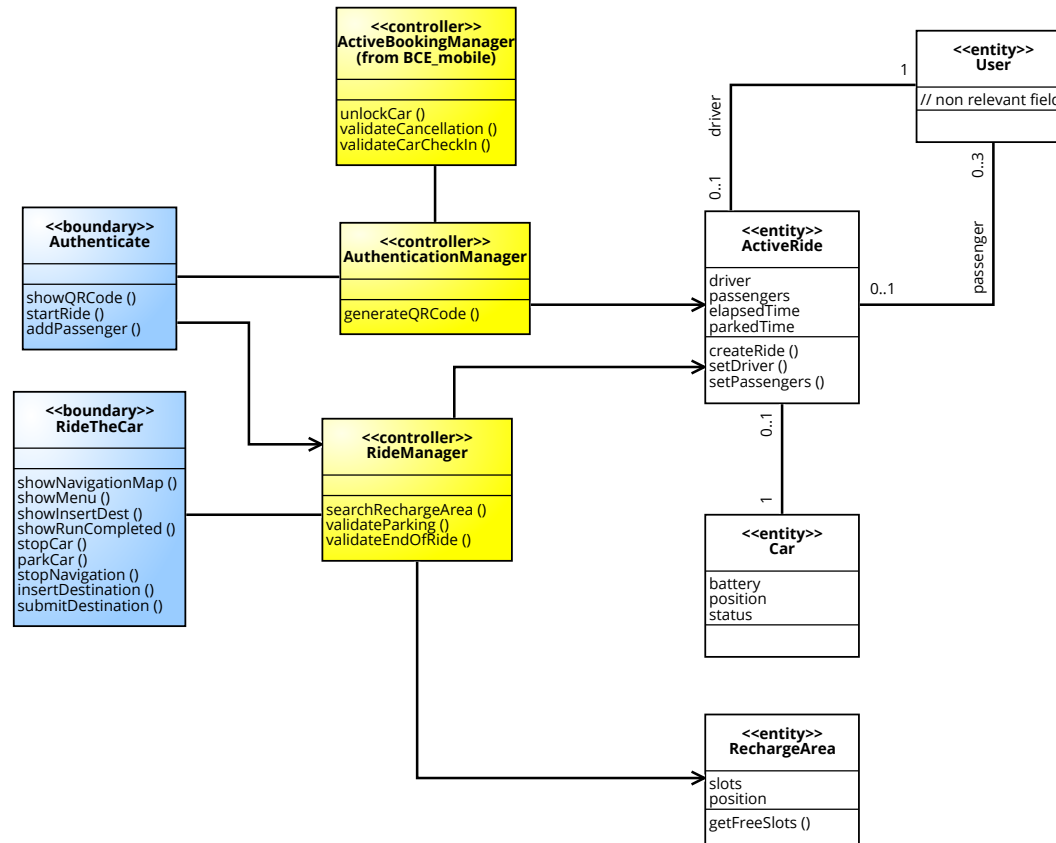 <<controller>>
ActiveBookingManager
(from BCE_mobile)
unlockCar ()
validateCancellation ()
validateCarCheckIn ()
<<entity>>
User
// non relevant field
1
driver
0..1
0..3
passenger
0..1
<<boundary>>
Authenticate
showQRCode ()
startRide ()
addPassenger ()
<<controller>>
AuthenticationManager
generateQRCode ()
<<entity>>
ActiveRide
driver
passengers
elapsedTime
parkedTime
createRide ()
setDriver ()
setPassengers ()
<<boundary>>
RideTheCar
showNavigationMap ()
showMenu ()
showInsertDest ()
showRunCompleted ()
stopCar ()
parkCar ()
stopNavigation ()
insertDestination ()
submitDestination ()
<<controller>>
RideManager
searchRechargeArea ()
validateParking ()
validateEndOfRide ()
0..1
1
<<entity>>
Car
battery
position
status
<<entity>>
RechargeArea
slots
position
getFreeSlots ()